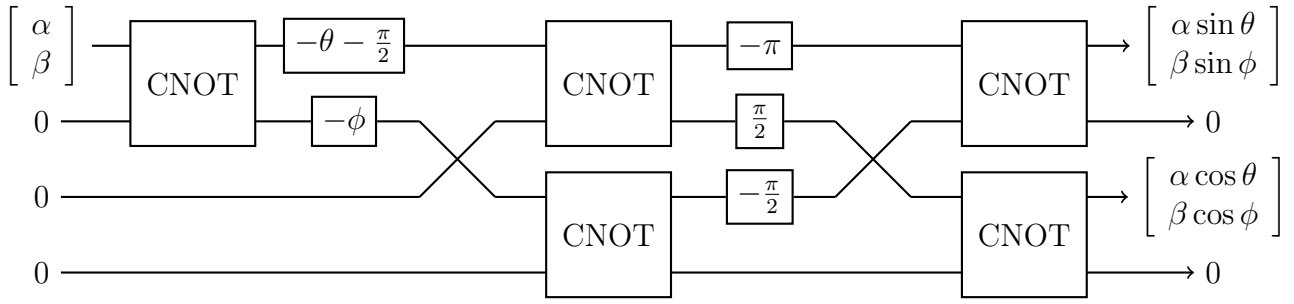 [ α β ] CNOT −θ − π/2 CNOT −π CNOT [ α sin θ β sin ϕ ]
0 −ϕ π/2 0
0 CNOT −π/2 CNOT [ α cos θ β cos ϕ ]
0 0